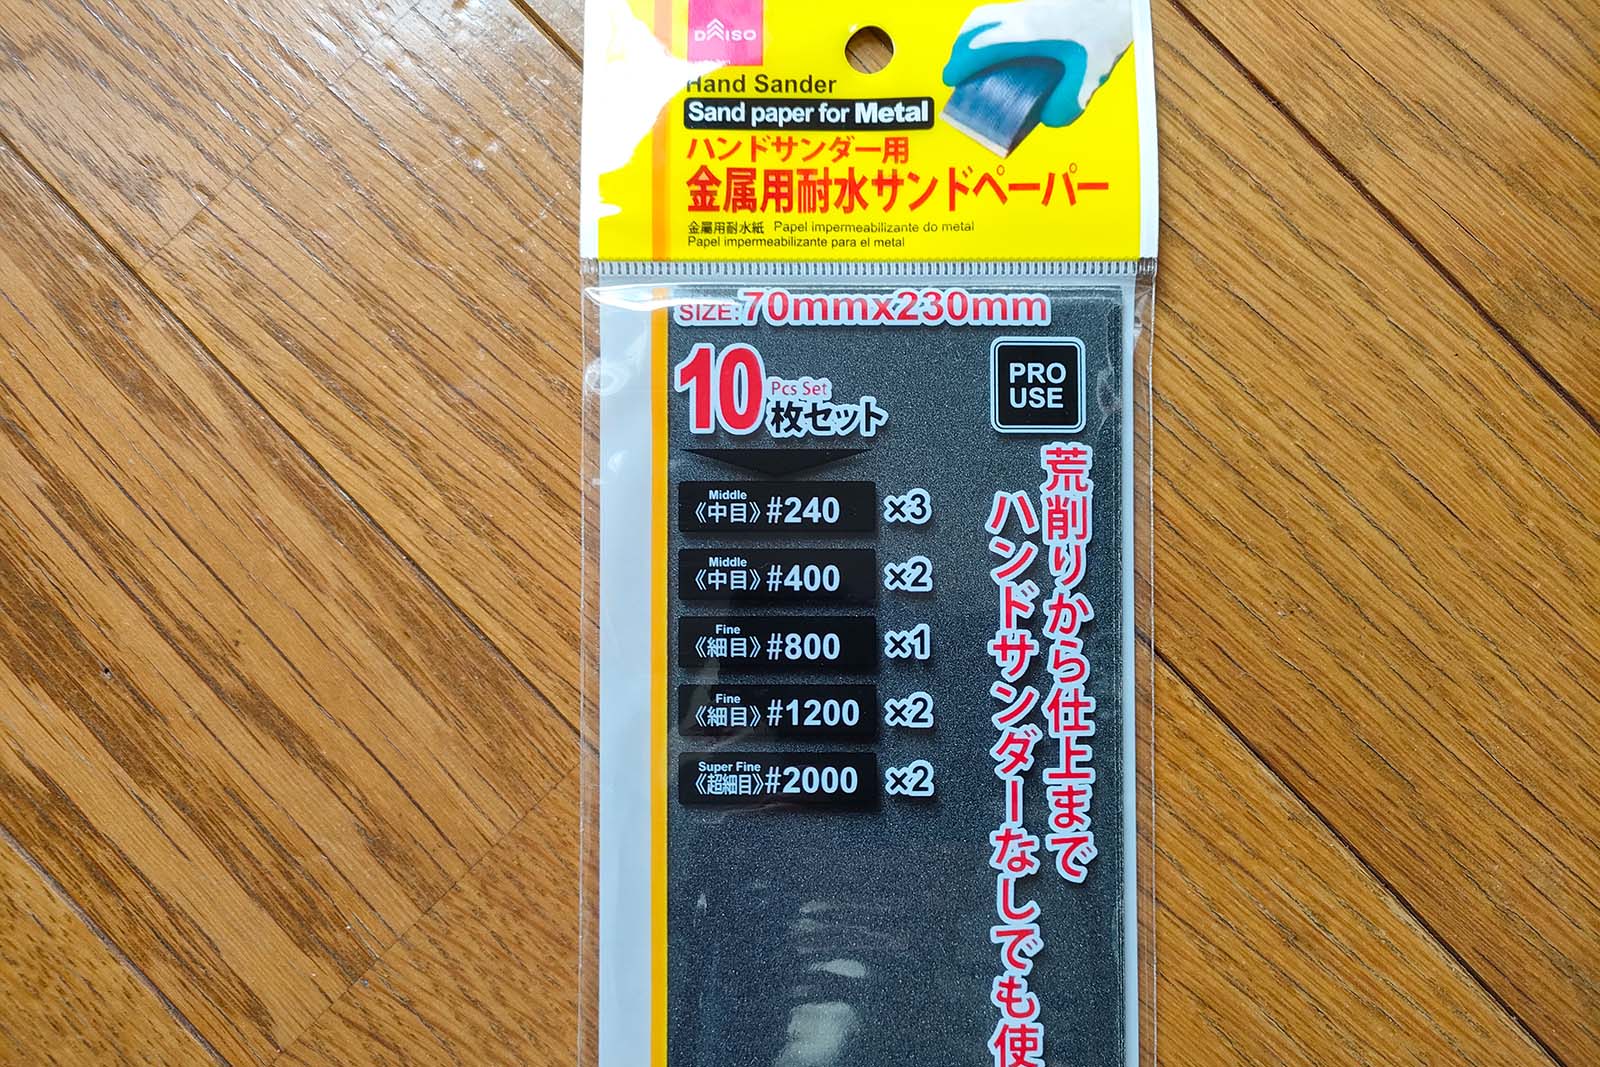 DAISO
Hand Sander
Sand paper for Metal
ハンドサンダー用
金属用耐水サンドペーパー
金屬用耐水紙 Papel impermeabilizante do metal
Papel impermeabilizante para el metal
SIZE:70mmx230mm
10 Pcs Set
枚セット
PRO
USE
Middle
《中目》#240 ×3
Middle
《中目》#400 ×2
Fine
《細目》#800 ×1
Fine
《細目》#1200 ×2
Super Fine
《超細目》#2000 ×2
荒削りから仕上まで
ハンドサンダーなしでも使